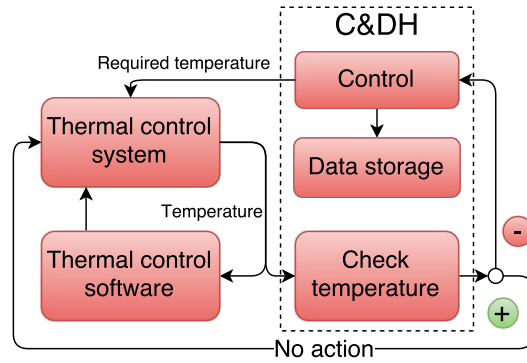 C&DH
Required temperature
Control
Thermal control
system
Data storage
Temperature
Thermal control
software
Check
temperature
-
+
No action